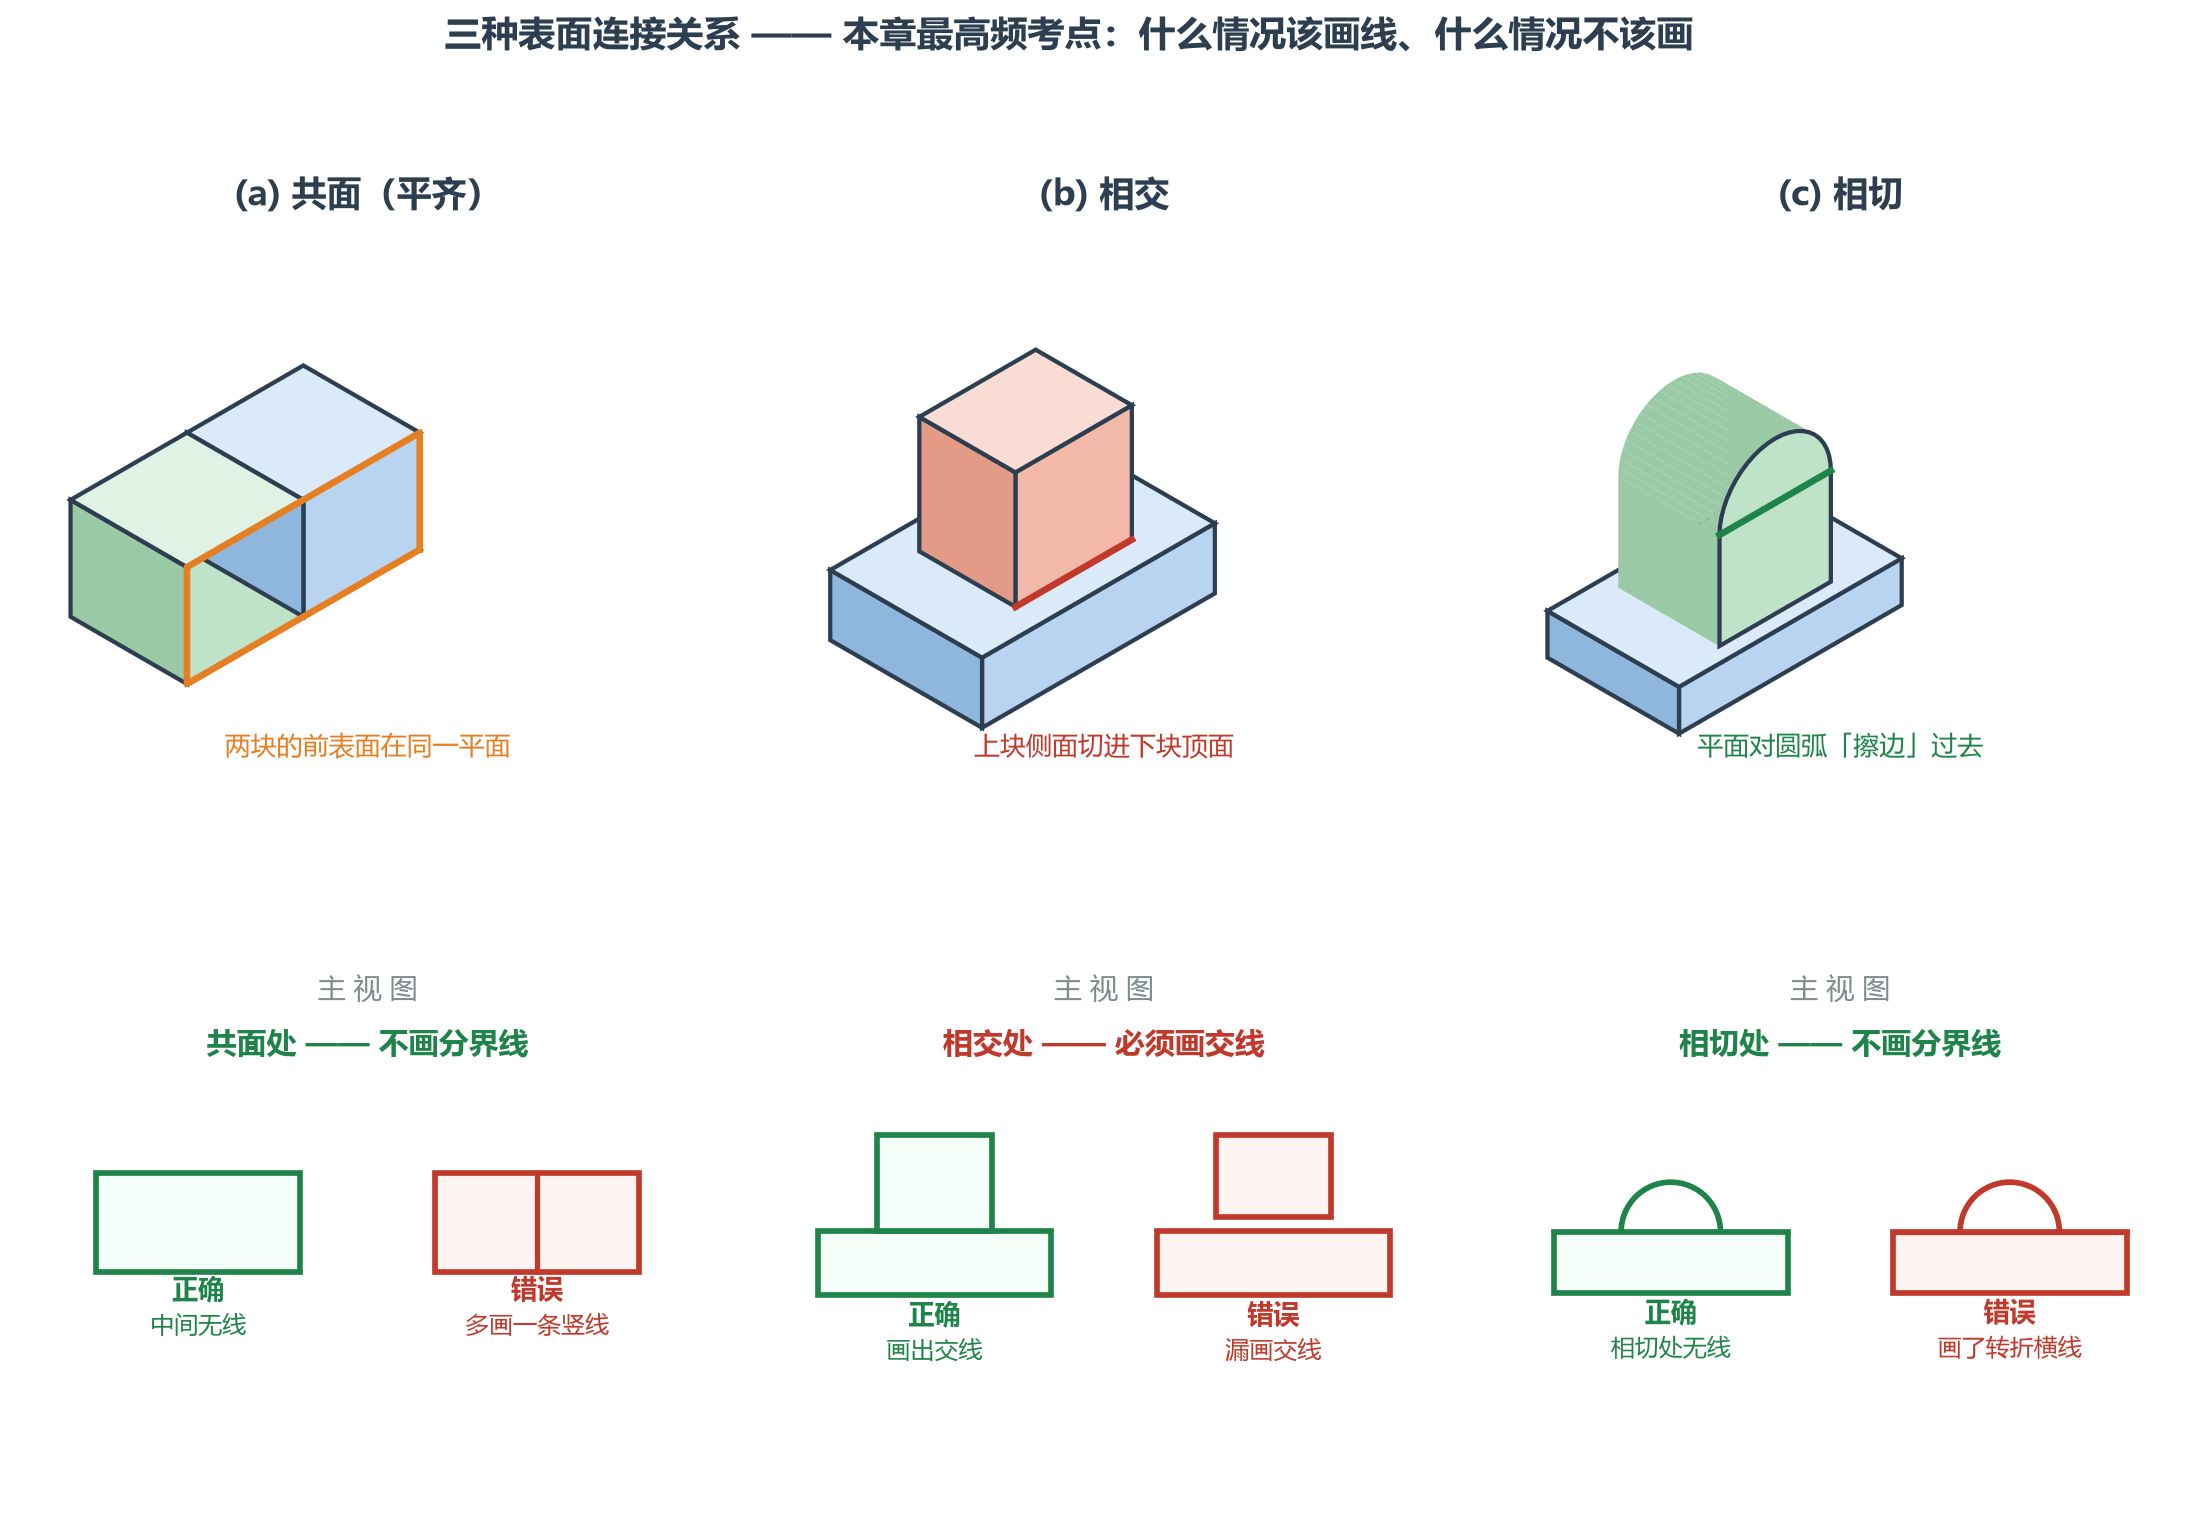 三种表面连接关系 —— 本章最高频考点：什么情况该画线、什么情况不该画
(a) 共面（平齐）
(b) 相交
(c) 相切
两块的前表面在同一平面
上块侧面切进下块顶面
平面对圆弧「擦边」过去
主 视 图
主 视 图
主 视 图
共面处 —— 不画分界线
相交处 —— 必须画交线
相切处 —— 不画分界线
正确
中间无线
错误
多画一条竖线
正确
画出交线
错误
漏画交线
正确
相切处无线
错误
画了转折横线